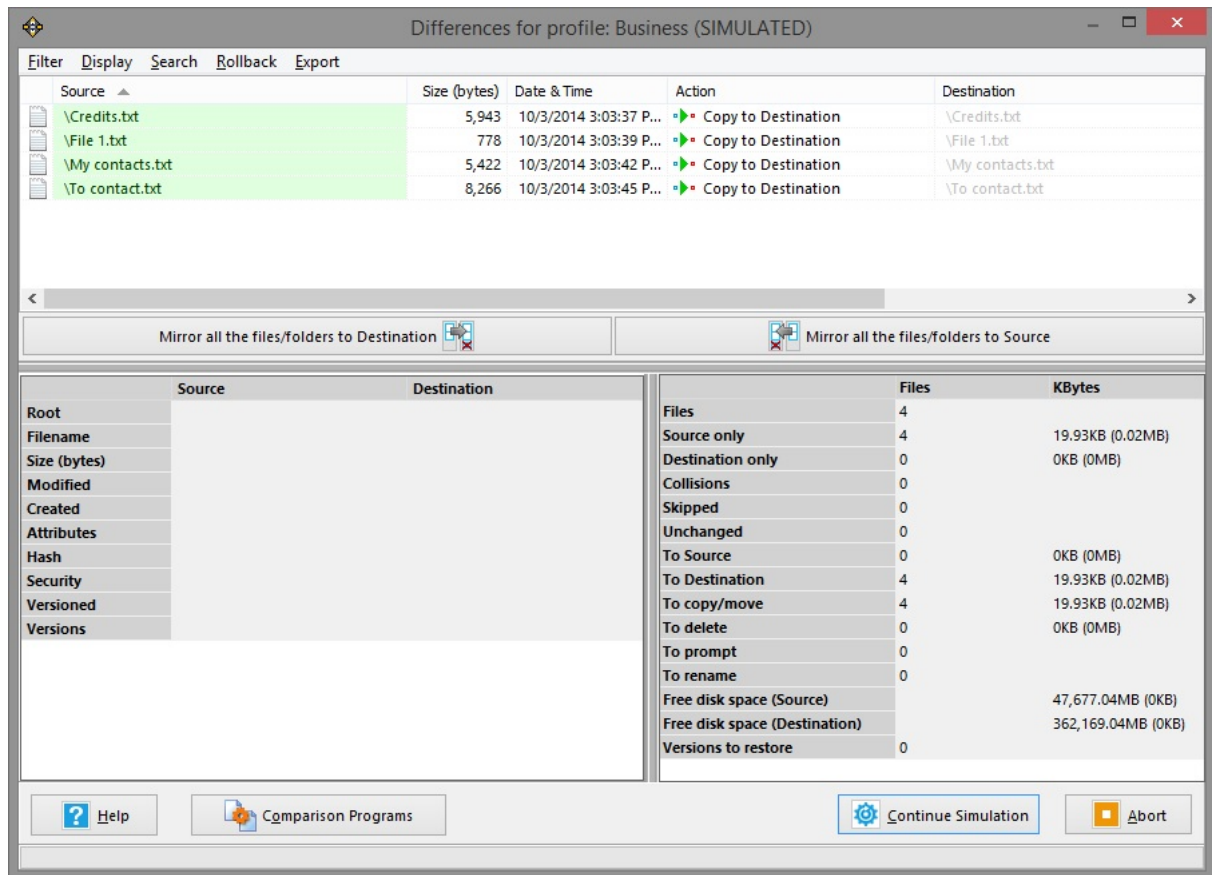 Differences for profile: Business (SIMULATED)
Filter Display Search Rollback Export
Source Size (bytes) Date & Time Action Destination
\Credits.txt 5,943 10/3/2014 3:03:37 P... Copy to Destination \Credits.txt
\File 1.txt 778 10/3/2014 3:03:39 P... Copy to Destination \File 1.txt
\My contacts.txt 5,422 10/3/2014 3:03:42 P... Copy to Destination \My contacts.txt
\To contact.txt 8,266 10/3/2014 3:03:45 P... Copy to Destination \To contact.txt
Mirror all the files/folders to Destination Mirror all the files/folders to Source
Source Destination
Root
Filename
Size (bytes)
Modified
Created
Attributes
Hash
Security
Versioned
Versions
Files KBytes
Files 4
Source only 4 19.93KB (0.02MB)
Destination only 0 0KB (0MB)
Collisions 0
Skipped 0
Unchanged 0
To Source 0 0KB (0MB)
To Destination 4 19.93KB (0.02MB)
To copy/move 4 19.93KB (0.02MB)
To delete 0 0KB (0MB)
To prompt 0
To rename 0
Free disk space (Source) 47,677.04MB (0KB)
Free disk space (Destination) 362,169.04MB (0KB)
Versions to restore 0
Help Comparison Programs Continue Simulation Abort